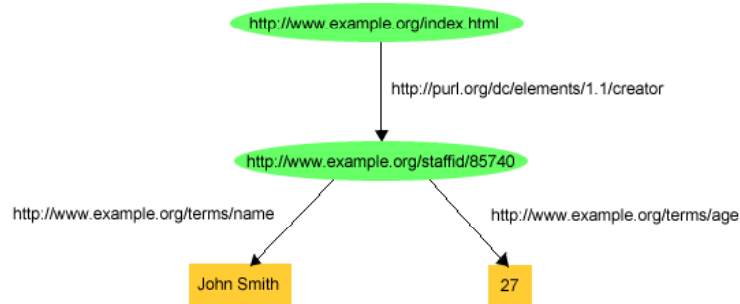 http://www.example.org/index.html
http://purl.org/dc/elements/1.1/creator
http://www.example.org/staffid/85740
http://www.example.org/terms/name
http://www.example.org/terms/age
John Smith
27